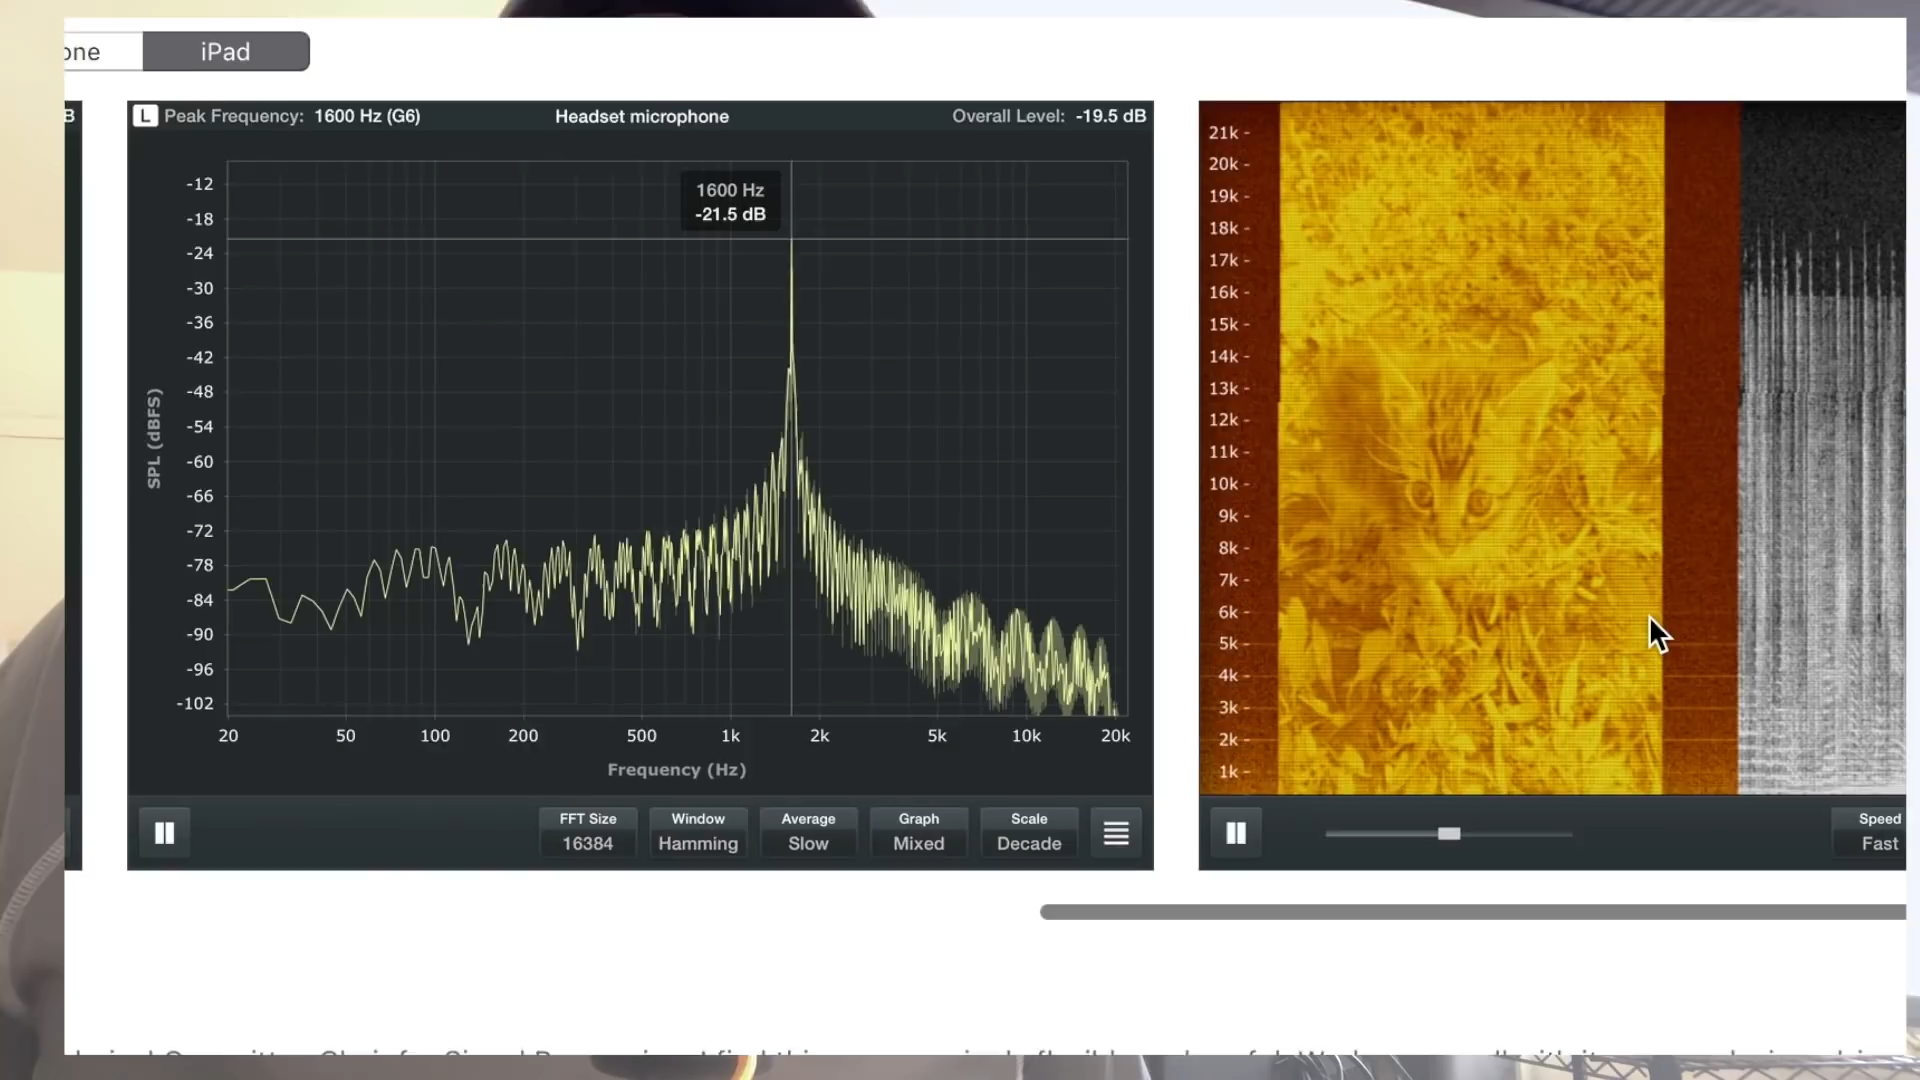 one iPad
B
L Peak Frequency: 1600 Hz (G6) Headset microphone Overall Level: -19.5 dB
1600 Hz
-21.5 dB
SPL (dBFS)
-12
-18
-24
-30
-36
-42
-48
-54
-60
-66
-72
-78
-84
-90
-96
-102
20 50 100 200 500 1k 2k 5k 10k 20k
Frequency (Hz)
FFT Size Window Average Graph Scale
16384 Hamming Slow Mixed Decade
21k
20k
19k
18k
17k
16k
15k
14k
13k
12k
11k
10k
9k
8k
7k
6k
5k
4k
3k
2k
1k
Speed
Fast